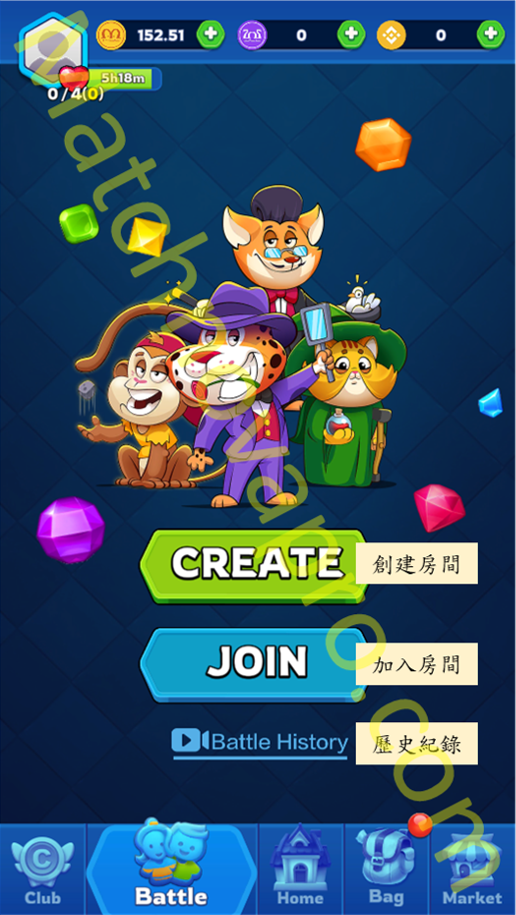 152.51
0
0
5h18m
0/4(0)
CREATE
創建房間
JOIN
加入房間
Battle History
歷史紀錄
Club
Battle
Home
Bag
Market
matchnovapro.com